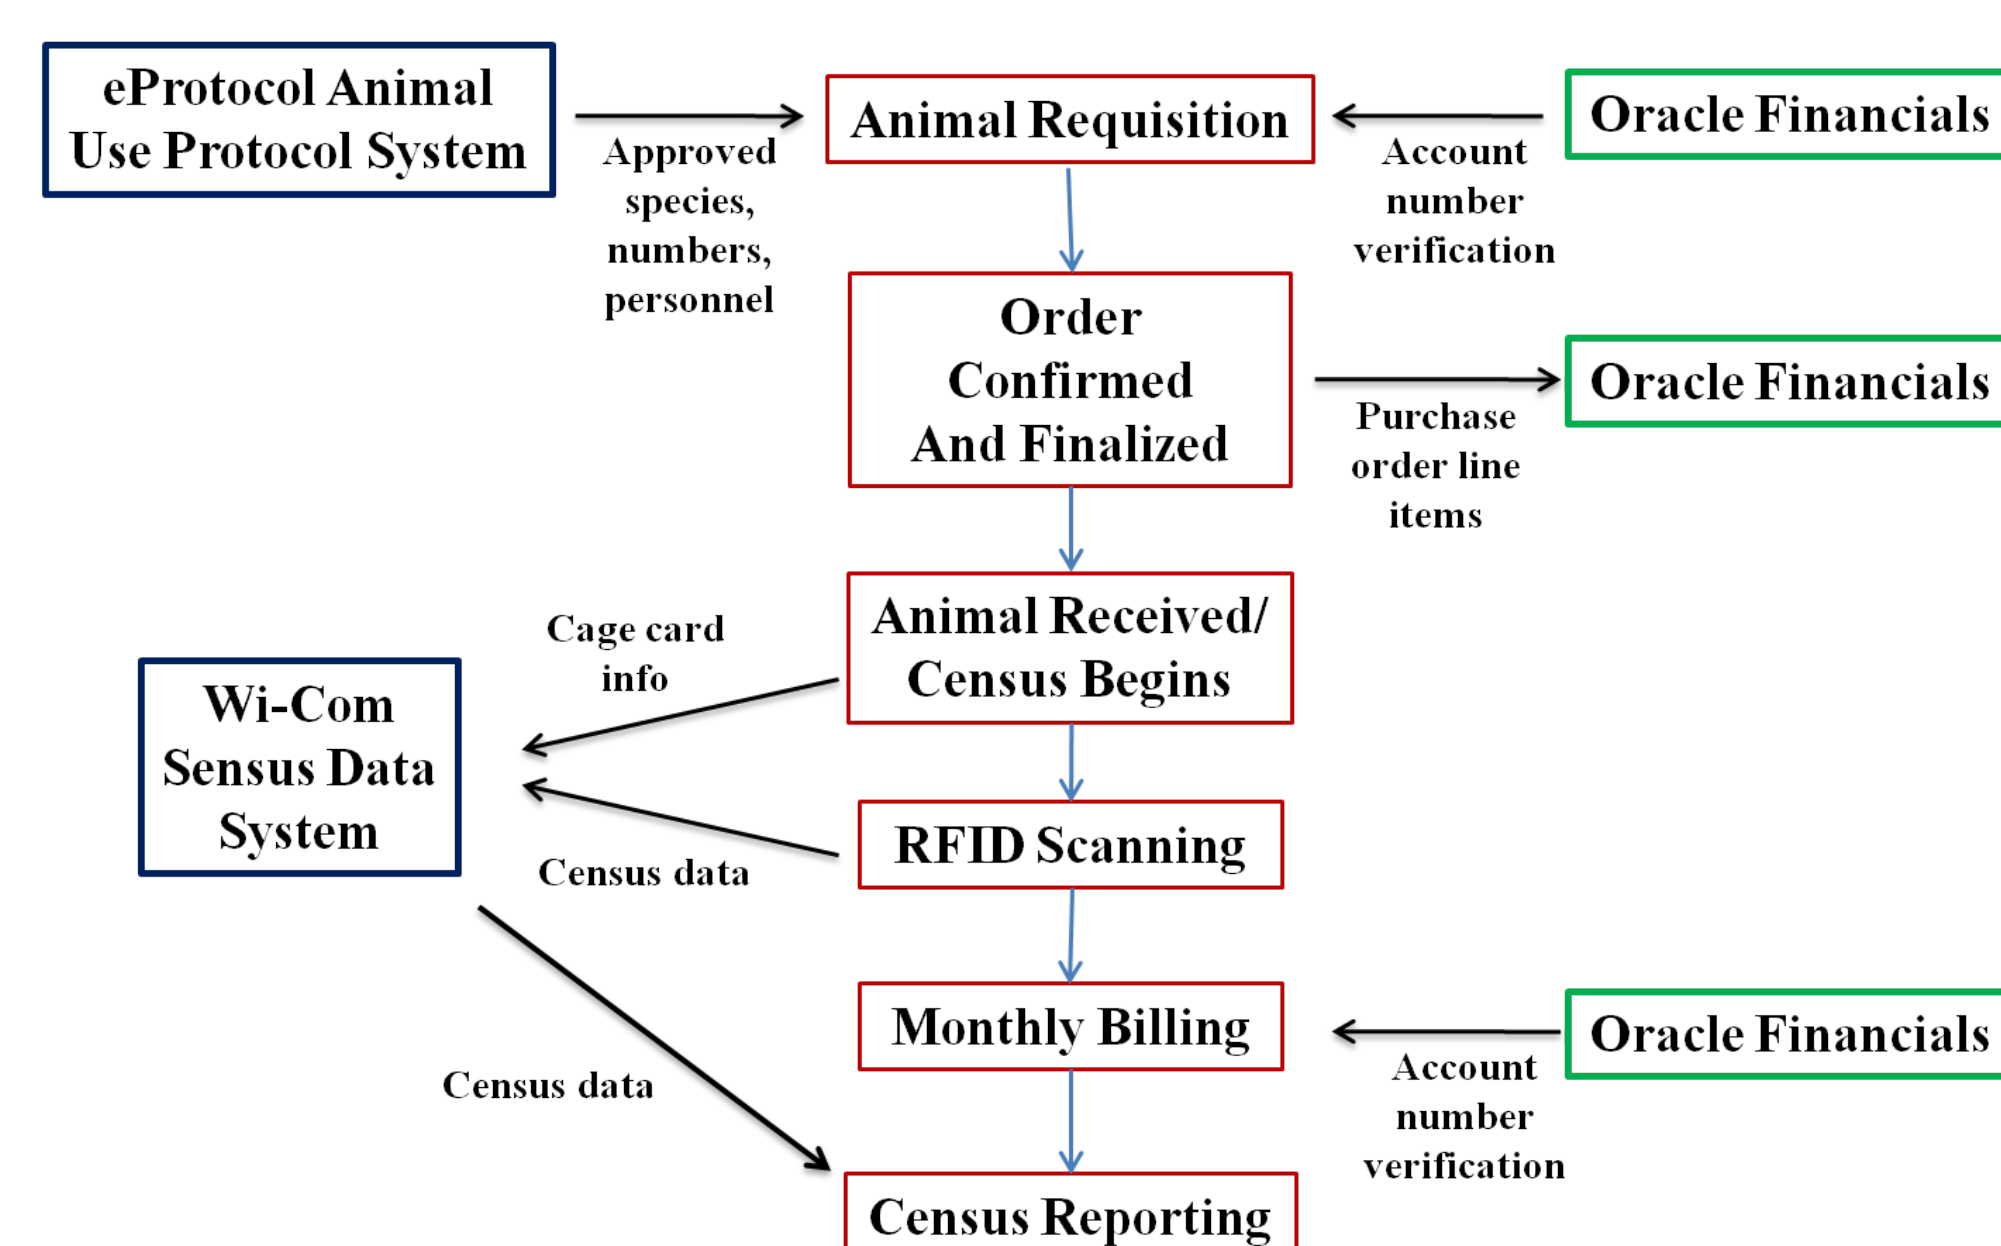 eProtocol Animal
Use Protocol System
Approved
species,
numbers,
personnel
Animal Requisition
Account
number
verification
Oracle Financials
Order
Confirmed
And Finalized
Purchase
order line
items
Oracle Financials
Animal Received/
Census Begins
Cage card
info
Wi-Com
Sensus Data
System
RFID Scanning
Census data
Monthly Billing
Account
number
verification
Oracle Financials
Census data
Census Reporting